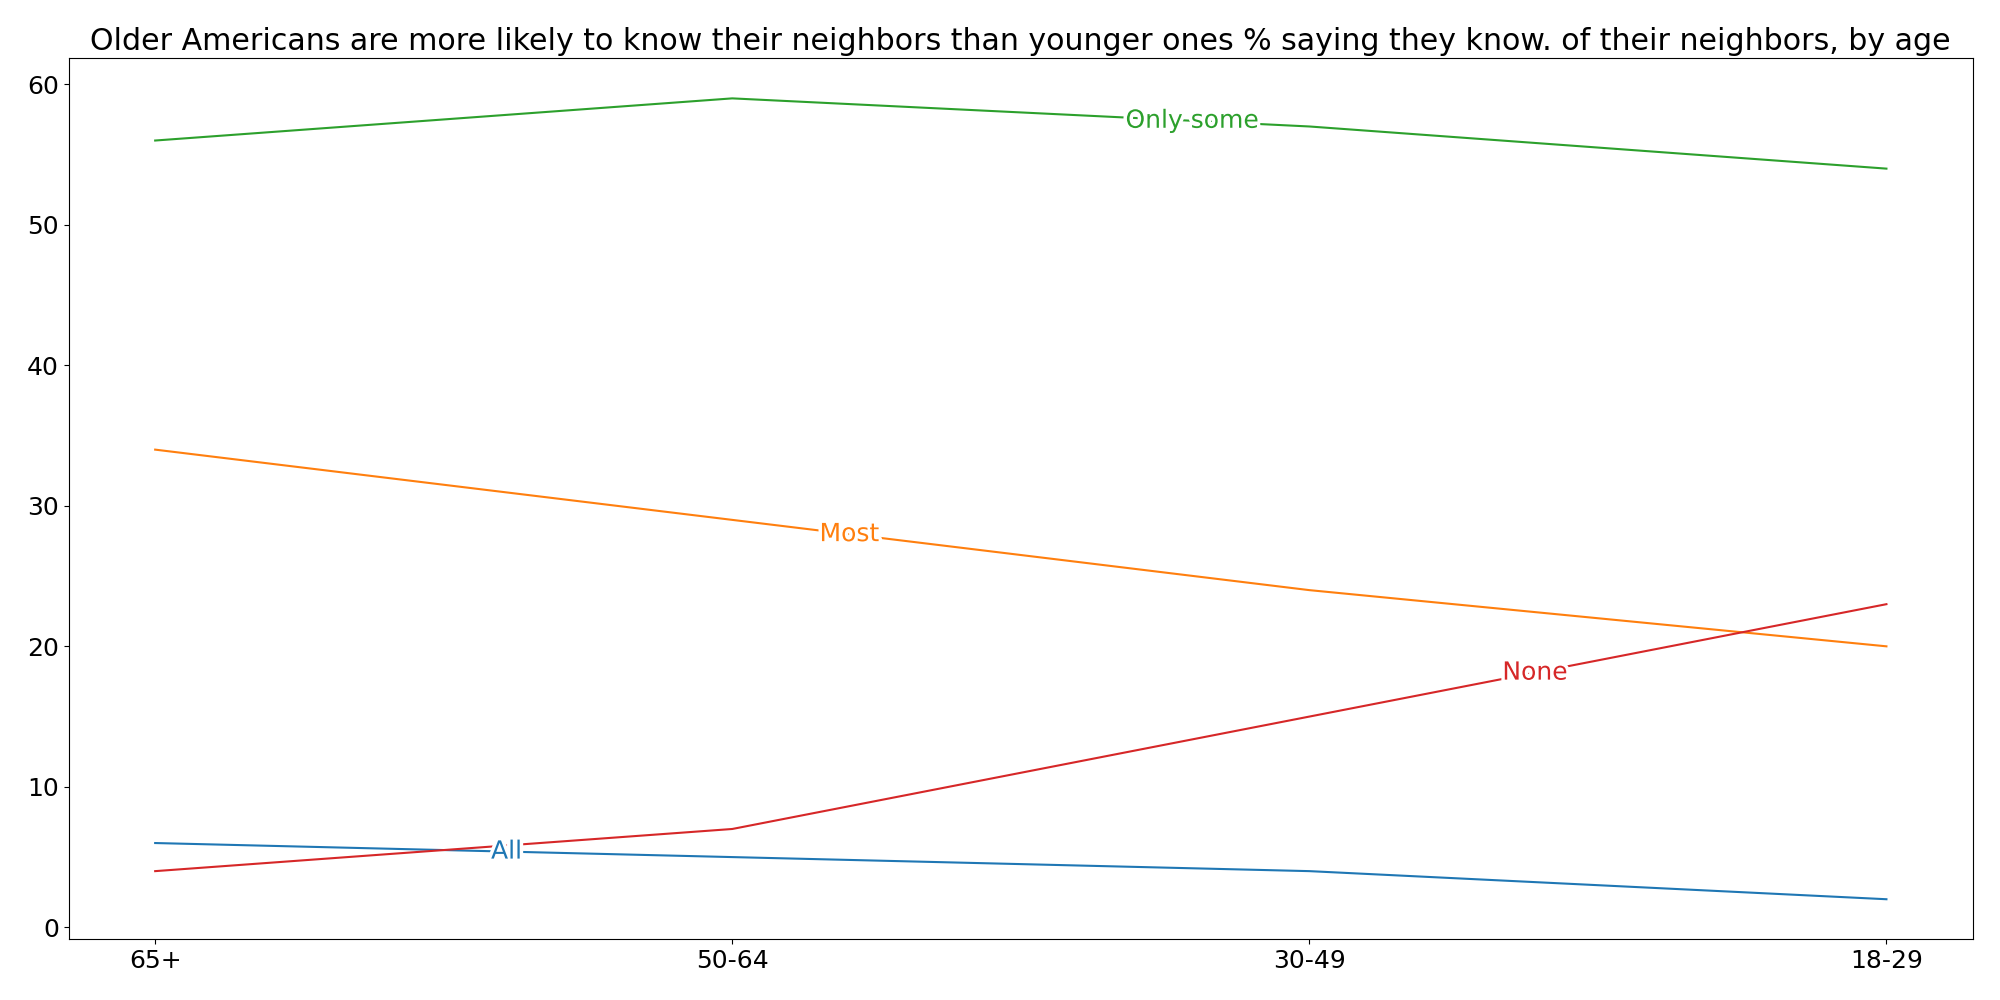 Older Americans are more likely to know their neighbors than younger ones % saying they know. of their neighbors, by age
60
50
40
30
20
10
0
Only-some
Most
None
All
65+
50-64
30-49
18-29